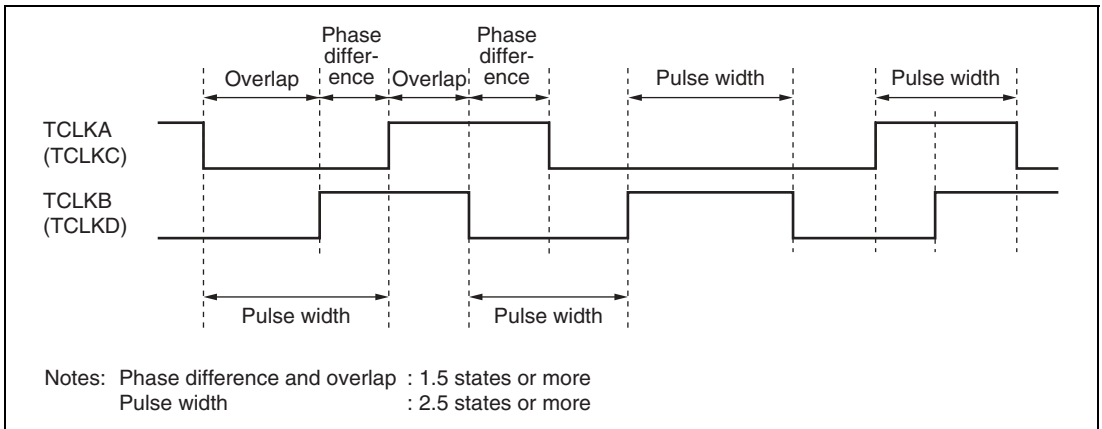 Phase
differ-
ence
Phase
differ-
ence
Overlap
Overlap
Pulse width
Pulse width
TCLKA
(TCLKC)
TCLKB
(TCLKD)
Pulse width
Pulse width
Notes: Phase difference and overlap : 1.5 states or more
Pulse width : 2.5 states or more